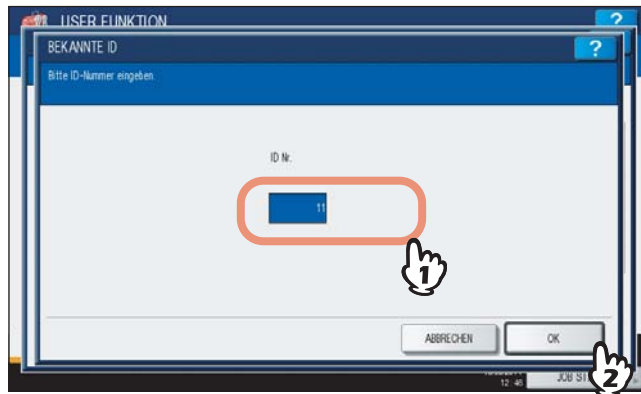 USER FUNKTION
?
BEKANNTE ID
?
Bitte ID-Nummer eingeben.
ID Nr.
11
1
ABBRECHEN
OK
2
12:46
JOB ST